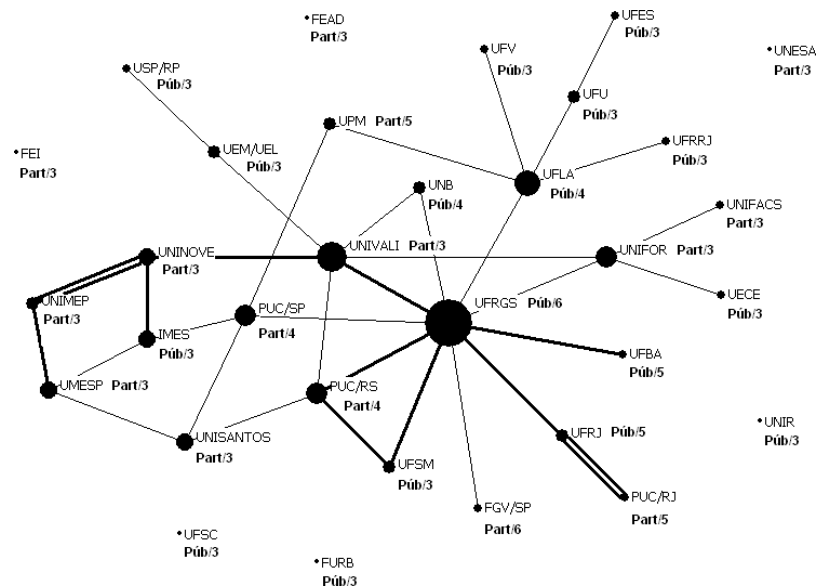 FEAD
Part/3
UFES
Púb/3
UFV
Púb/3
UNESA
Part/3
USP/RP
Púb/3
UFU
Púb/3
UPM Part/5
UEM/UEL
Púb/3
FEI
Part/3
UFRRJ
Púb/3
UFLA
Púb/4
UNB
Púb/4
UNIFACS
Part/3
UNINOVE
Part/3
UNIVALI Part/3
UNIFOR Part/3
UNIMEP
Part/3
UFRGS Púb/6
UECE
Púb/3
PUC/SP
Part/4
IMES
Púb/3
UFBA
Púb/5
UMESP Part/3
PUC/RS
Part/4
UNISANTOS
Part/3
UFRJ Púb/5
UNIR
Púb/3
UFSM
Púb/3
PUC/RJ
Part/5
FGV/SP
Part/6
UFSC
Púb/3
FURB
Púb/3